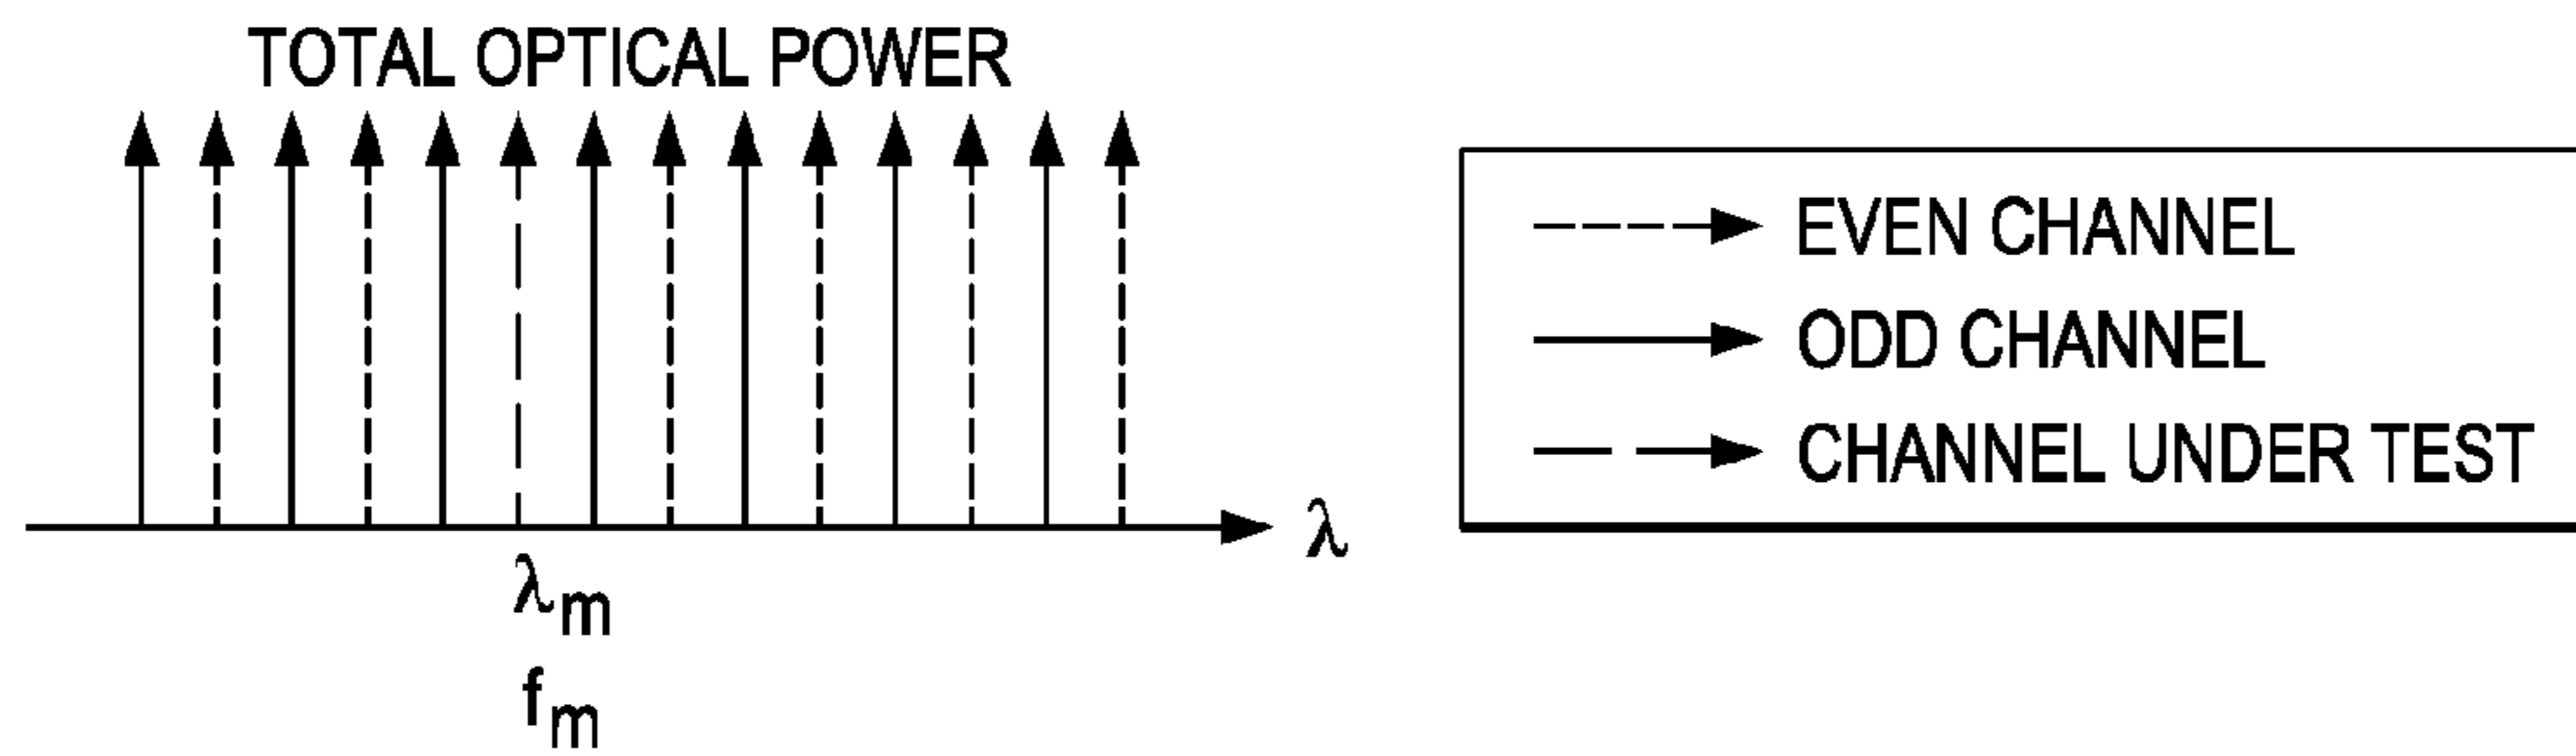 TOTAL OPTICAL POWER
EVEN CHANNEL
ODD CHANNEL
CHANNEL UNDER TEST
λ
λm
fm